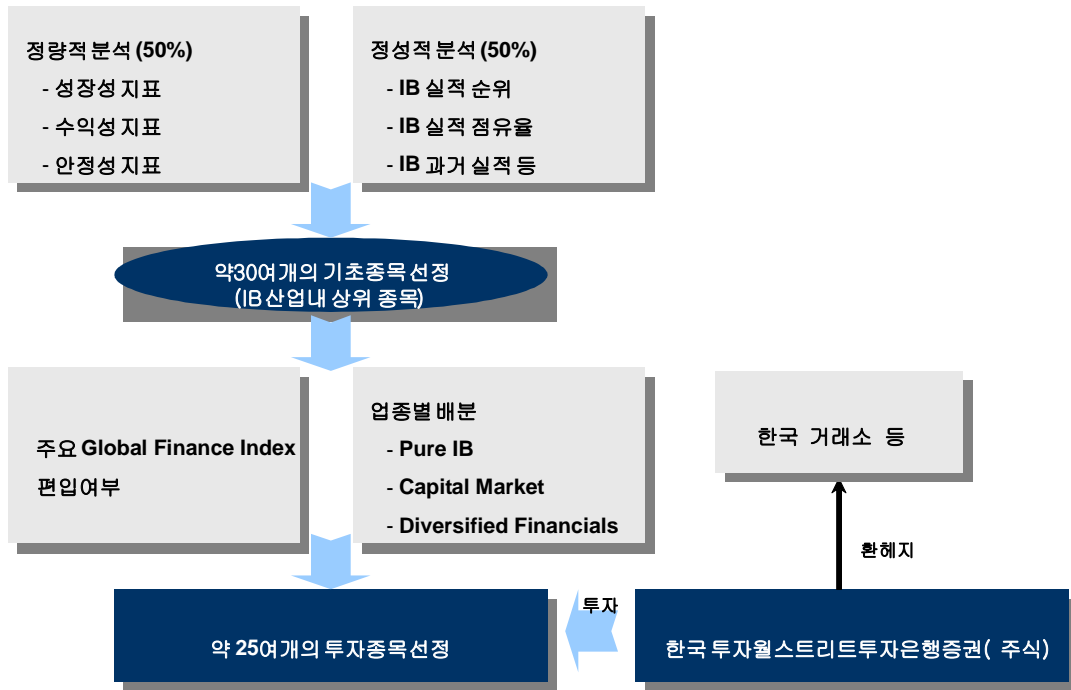 정량적 분석 (50%)
- 성장성 지표
- 수익성 지표
- 안정성 지표
정성적 분석 (50%)
- IB 실적 순위
- IB 실적 점유율
- IB 과거 실적 등
약30여개의 기초종목 선정
(IB 산업내 상위 종목)
주요 Global Finance Index
편입여부
업종별 배분
- Pure IB
- Capital Market
- Diversified Financials
한국 거래소 등
환헤지
약 25여개의 투자종목선정
투자
한국 투자월스트리트투자은행증권( 주식)